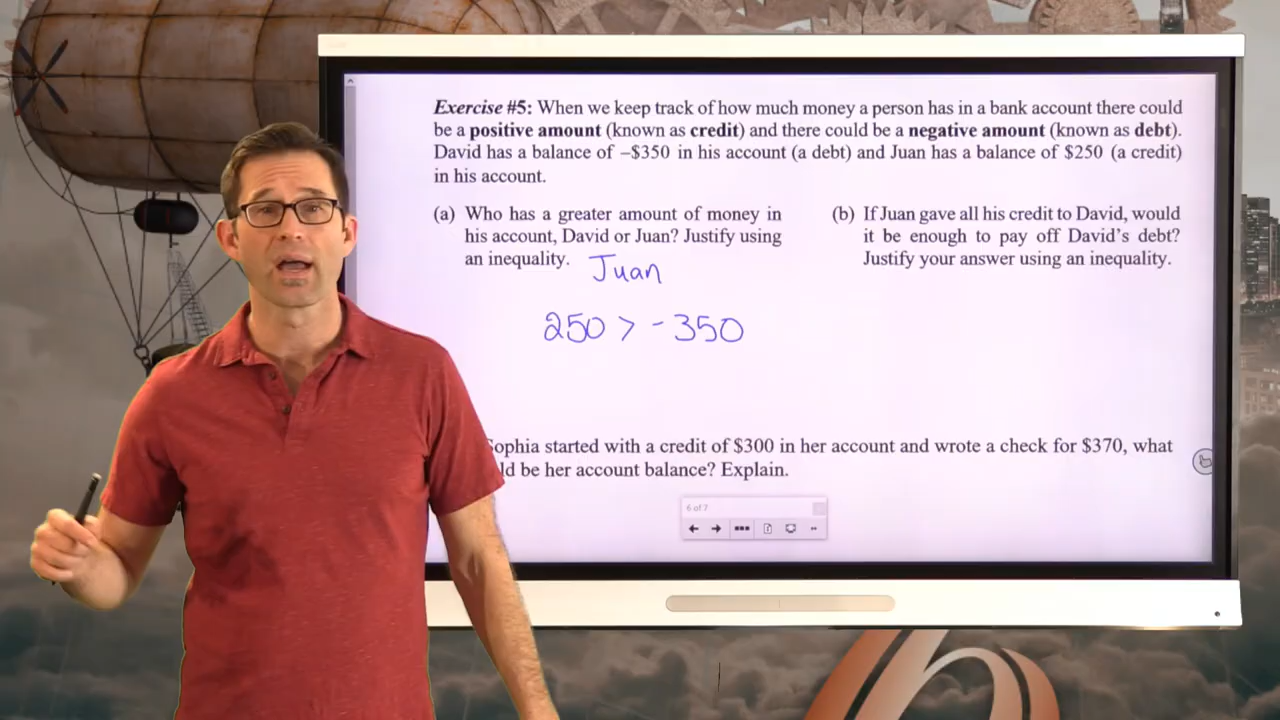 Exercise #5: When we keep track of how much money a person has in a bank account there could
be a positive amount (known as credit) and there could be a negative amount (known as debt).
David has a balance of –$350 in his account (a debt) and Juan has a balance of $250 (a credit)
in his account.
(a) Who has a greater amount of money in
his account, David or Juan? Justify using
an inequality. Juan
250 > -350
(b) If Juan gave all his credit to David, would
it be enough to pay off David's debt?
Justify your answer using an inequality.
Sophia started with a credit of $300 in her account and wrote a check for $370, what
be her account balance? Explain.
6 of 7